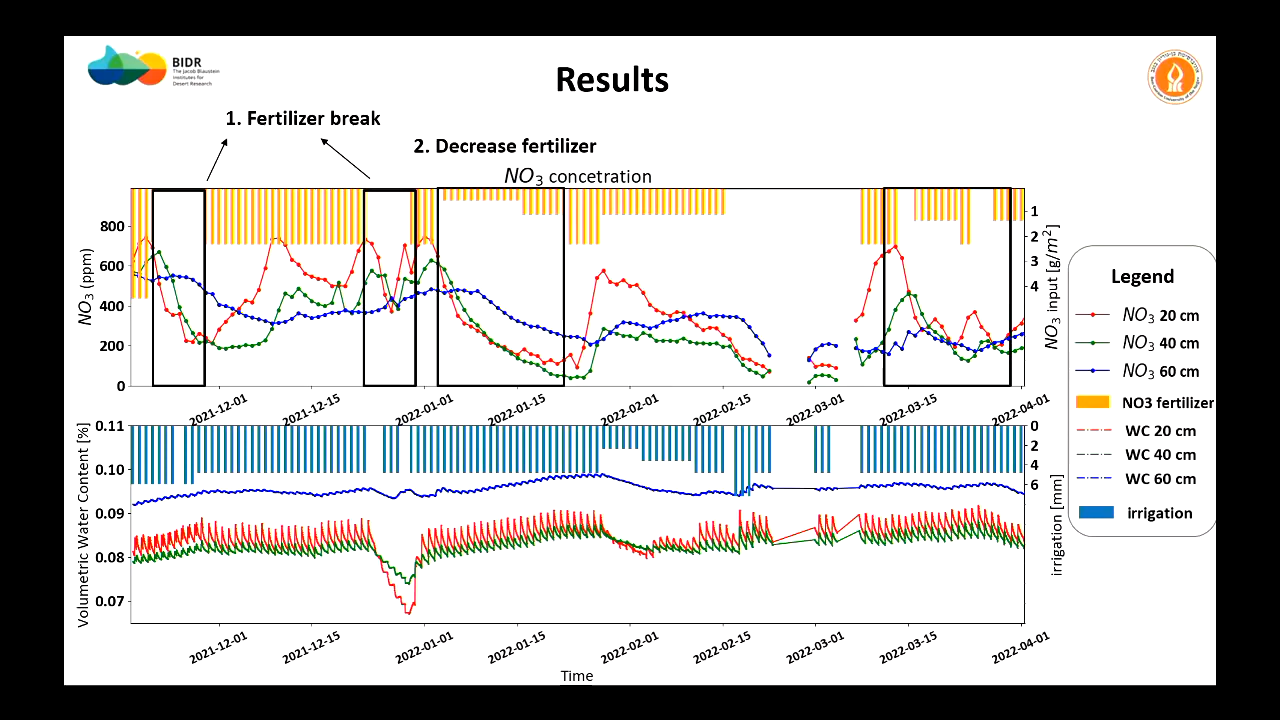 BIDR
The Jacob Blaustein
Institutes for
Desert Research
Results
1. Fertilizer break
2. Decrease fertilizer
NO3 concetration
800
600
400
200
0
NO3 (ppm)
1
2
3
4
NO3 input [g/m2]
2021-12-01
2021-12-15
2022-01-01
2022-01-15
2022-02-01
2022-02-15
2022-03-01
2022-03-15
2022-04-01
0.11
0.10
0.09
0.08
0.07
Volumetric Water Content [%]
0
2
4
6
irrigation [mm]
2021-12-01
2021-12-15
2022-01-01
2022-01-15
2022-02-01
2022-02-15
2022-03-01
2022-03-15
2022-04-01
Time
Legend
NO3 20 cm
NO3 40 cm
NO3 60 cm
NO3 fertilizer
WC 20 cm
WC 40 cm
WC 60 cm
irrigation